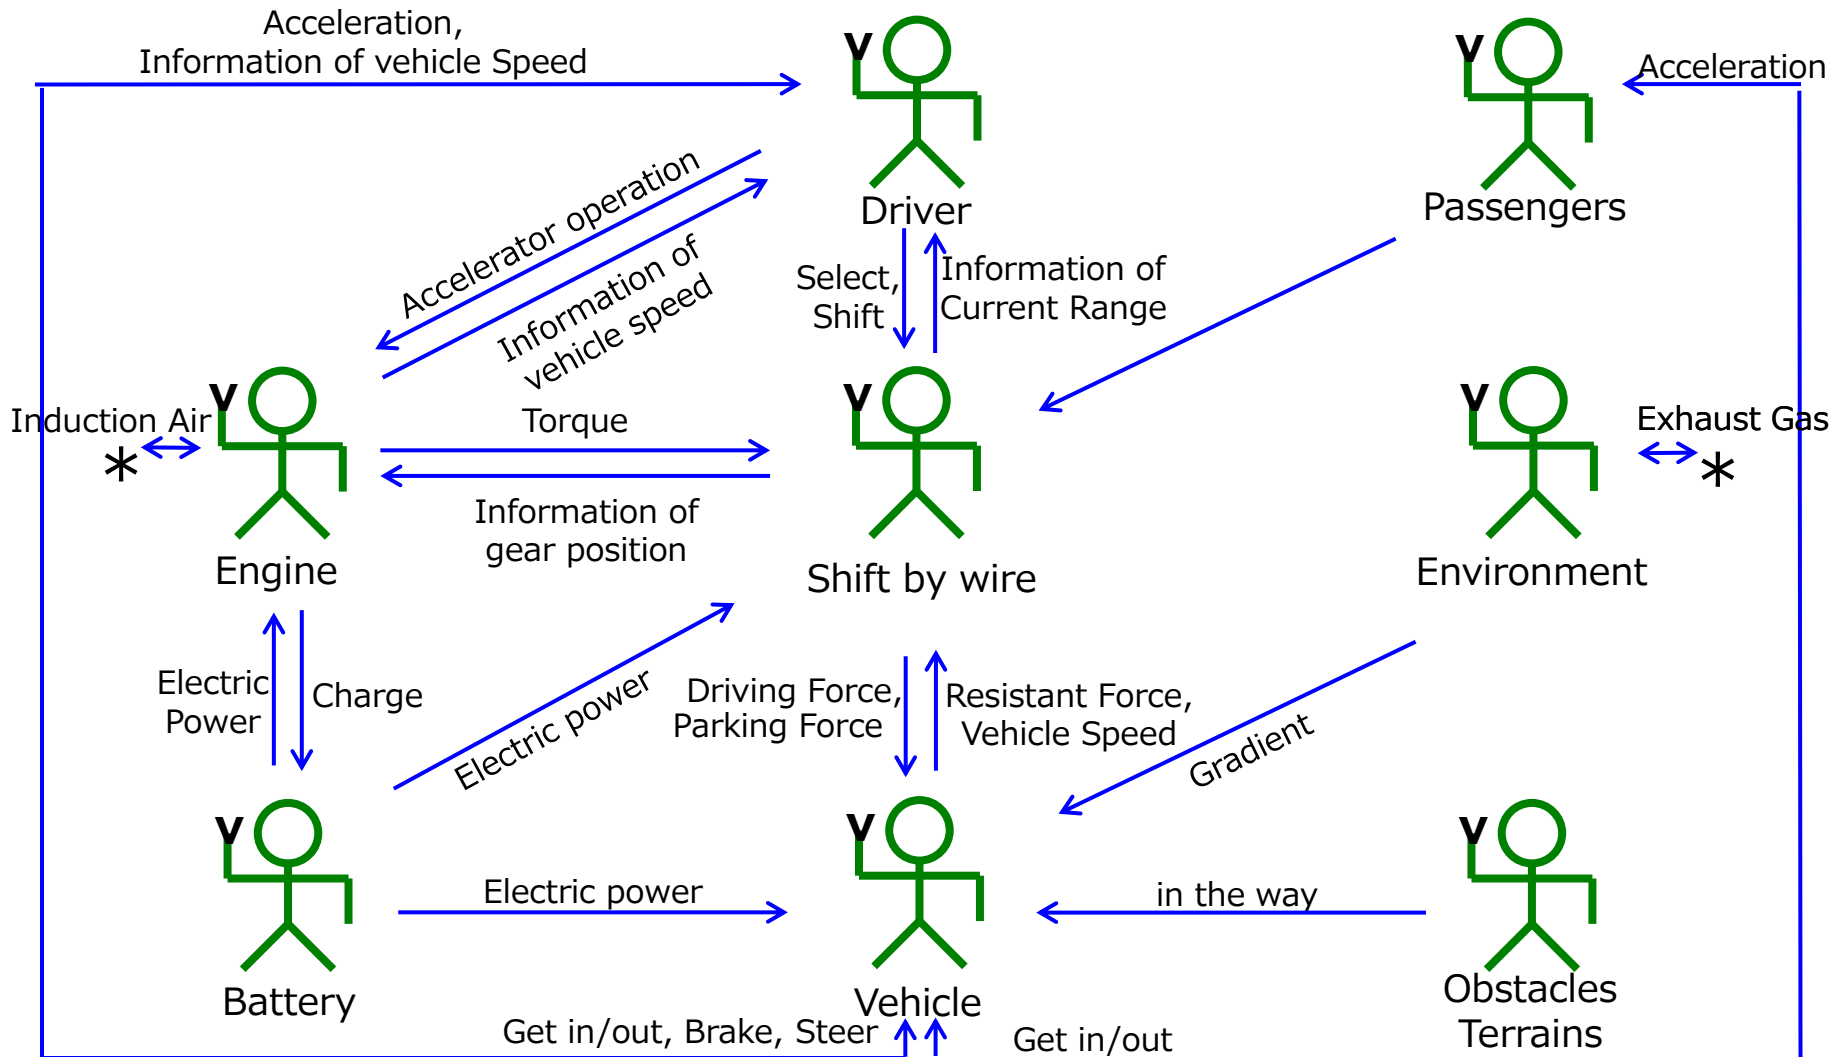 Acceleration,
Information of vehicle Speed
Acceleration
Driver
Passengers
Accelerator operation
Information of
vehicle speed
Select,
Shift
Information of
Current Range
Induction Air
*
Torque
Exhaust Gas
*
Information of
gear position
Engine
Shift by wire
Environment
Electric
Power
Charge
Electric power
Driving Force,
Parking Force
Resistant Force,
Vehicle Speed
Gradient
Electric power
in the way
Battery
Vehicle
Obstacles
Terrains
Get in/out, Brake, Steer
Get in/out